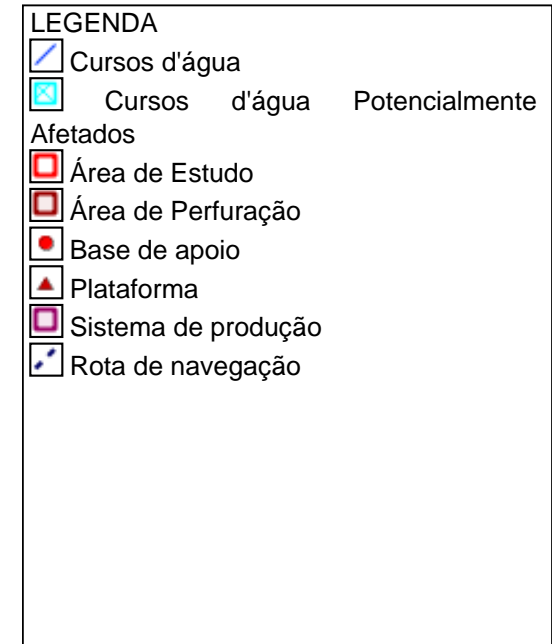 LEGENDA
Cursos d'água
Cursos d'água Potencialmente
Afetados
Área de Estudo
Área de Perfuração
Base de apoio
Plataforma
Sistema de produção
Rota de navegação